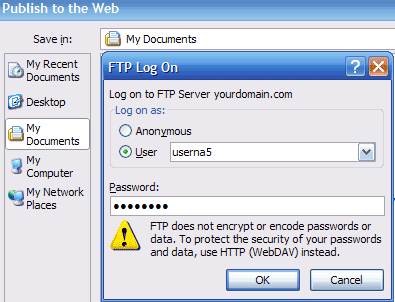 Publish to the Web
Save in:
My Documents
My Recent
Documents
Desktop
My
Documents
My
Computer
My Network
Places
FTP Log On
?
Log on to FTP Server yourdomain.com
Log on as:
Anonymous
User
userna5
Password:
●●●●●●●●
FTP does not encrypt or encode passwords or
data. To protect the security of your passwords
and data, use HTTP (WebDAV) instead.
OK
Cancel